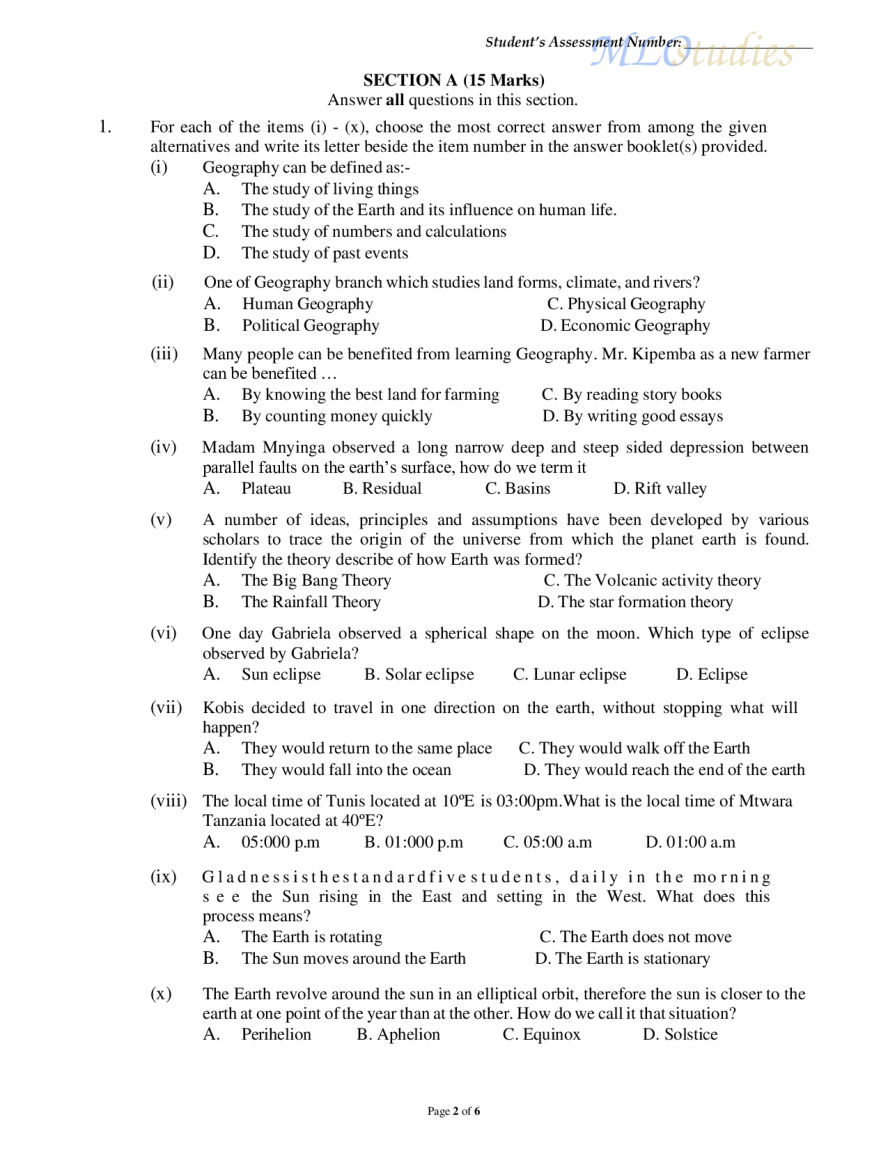 Student's Assessment Number: ________________
MLOstudies
SECTION A (15 Marks)
Answer all questions in this section.
1. For each of the items (i) - (x), choose the most correct answer from among the given
alternatives and write its letter beside the item number in the answer booklet(s) provided.
(i) Geography can be defined as:-
A. The study of living things
B. The study of the Earth and its influence on human life.
C. The study of numbers and calculations
D. The study of past events
(ii) One of Geography branch which studies land forms, climate, and rivers?
A. Human Geography C. Physical Geography
B. Political Geography D. Economic Geography
(iii) Many people can be benefited from learning Geography. Mr. Kipemba as a new farmer
can be benefited …
A. By knowing the best land for farming C. By reading story books
B. By counting money quickly D. By writing good essays
(iv) Madam Mnyinga observed a long narrow deep and steep sided depression between
parallel faults on the earth's surface, how do we term it
A. Plateau B. Residual C. Basins D. Rift valley
(v) A number of ideas, principles and assumptions have been developed by various
scholars to trace the origin of the universe from which the planet earth is found.
Identify the theory describe of how Earth was formed?
A. The Big Bang Theory C. The Volcanic activity theory
B. The Rainfall Theory D. The star formation theory
(vi) One day Gabriela observed a spherical shape on the moon. Which type of eclipse
observed by Gabriela?
A. Sun eclipse B. Solar eclipse C. Lunar eclipse D. Eclipse
(vii) Kobis decided to travel in one direction on the earth, without stopping what will
happen?
A. They would return to the same place C. They would walk off the Earth
B. They would fall into the ocean D. They would reach the end of the earth
(viii) The local time of Tunis located at 10ºE is 03:00pm.What is the local time of Mtwara
Tanzania located at 40ºE?
A. 05:000 p.m B. 01:000 p.m C. 05:00 a.m D. 01:00 a.m
(ix) G l a d n e s s i s t h e s t a n d a r d f i v e s t u d e n t s , d a i l y i n t h e m o r n i n g
s e e the Sun rising in the East and setting in the West. What does this
process means?
A. The Earth is rotating C. The Earth does not move
B. The Sun moves around the Earth D. The Earth is stationary
(x) The Earth revolve around the sun in an elliptical orbit, therefore the sun is closer to the
earth at one point of the year than at the other. How do we call it that situation?
A. Perihelion B. Aphelion C. Equinox D. Solstice
Page 2 of 6